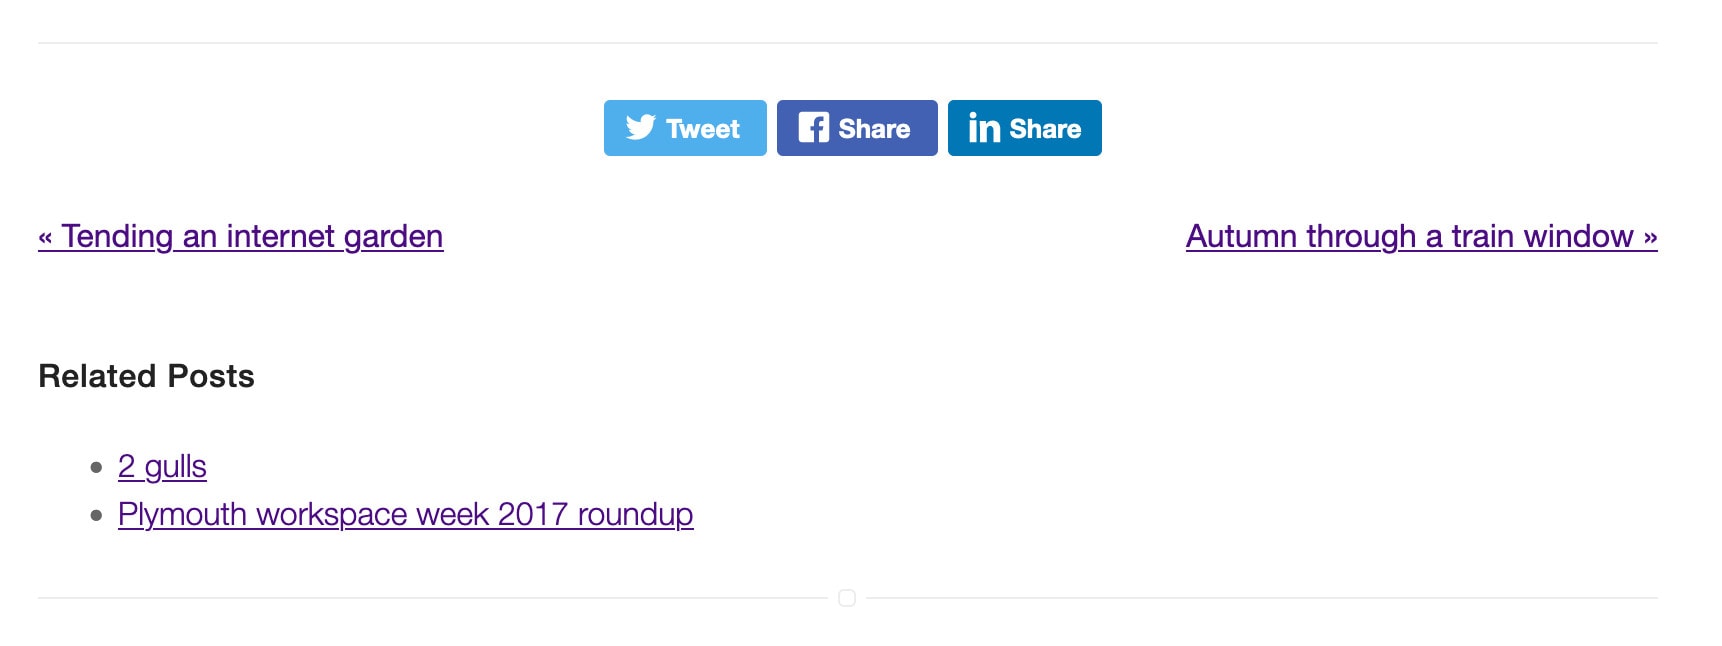 Tweet Share in Share
« Tending an internet garden Autumn through a train window »
Related Posts
• 2 gulls
• Plymouth workspace week 2017 roundup